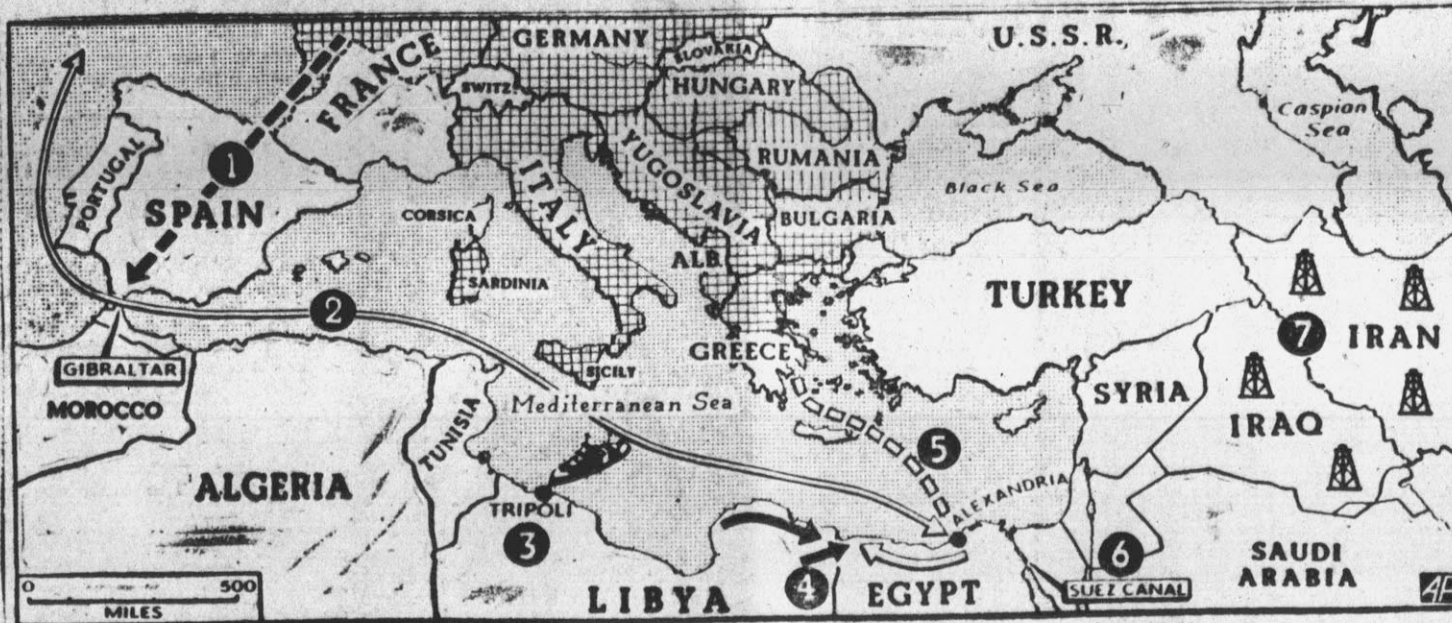 U.S.S.R.
GERMANY
SLOVAKIA
FRANCE
SWITZ.
HUNGARY
Caspian
Sea
1
PORTUGAL
SPAIN
YUGOSLAVIA
RUMANIA
Black Sea
CORSICA
ITALY
BULGARIA
ALB.
SARDINIA
TURKEY
2
7
IRAN
GREECE
GIBRALTAR
SICILY
SYRIA
MOROCCO
Mediterranean Sea
IRAQ
TUNISIA
5
ALGERIA
ALEXANDRIA
TRIPOLI
3
6
SAUDI
ARABIA
0 500
MILES
LIBYA
4
EGYPT
SUEZ CANAL
AP